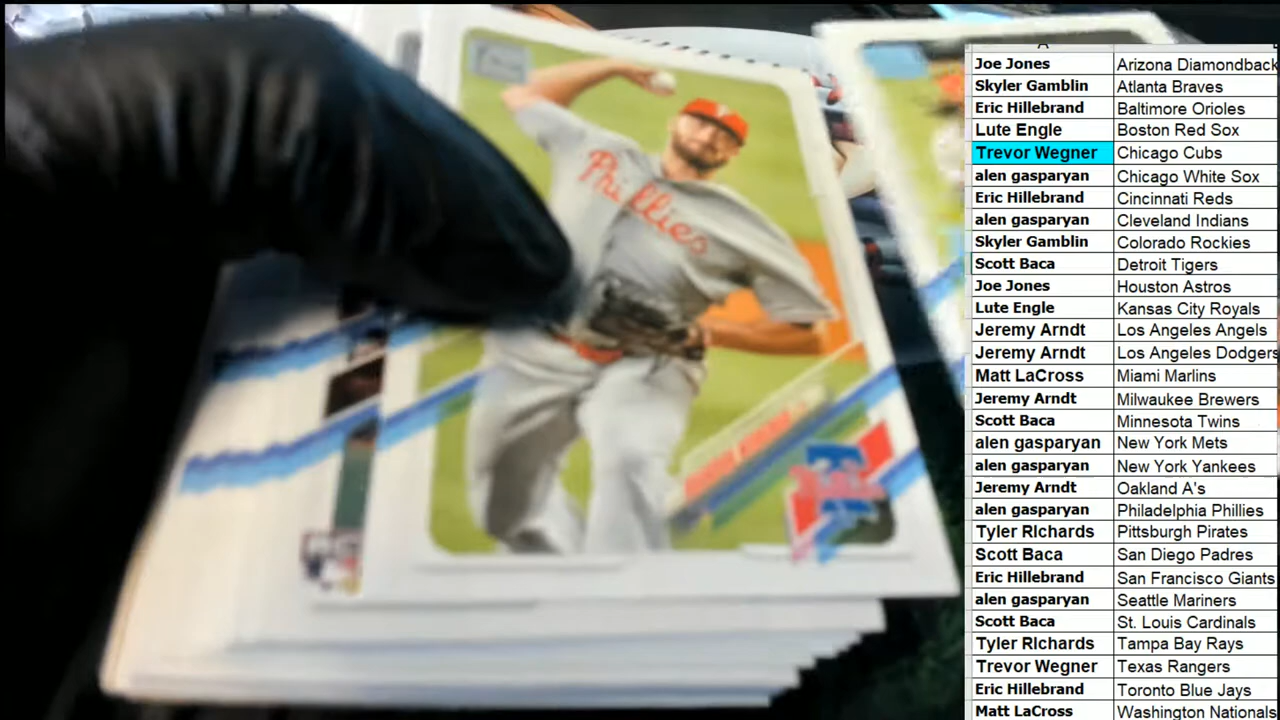 Phillies
Joe Jones Arizona Diamondback
Skyler Gamblin Atlanta Braves
Eric Hillebrand Baltimore Orioles
Lute Engle Boston Red Sox
Trevor Wegner Chicago Cubs
alen gasparyan Chicago White Sox
Eric Hillebrand Cincinnati Reds
alen gasparyan Cleveland Indians
Skyler Gamblin Colorado Rockies
Scott Baca Detroit Tigers
Joe Jones Houston Astros
Lute Engle Kansas City Royals
Jeremy Arndt Los Angeles Angels
Jeremy Arndt Los Angeles Dodgers
Matt LaCross Miami Marlins
Jeremy Arndt Milwaukee Brewers
Scott Baca Minnesota Twins
alen gasparyan New York Mets
alen gasparyan New York Yankees
Jeremy Arndt Oakland A's
alen gasparyan Philadelphia Phillies
Tyler RIchards Pittsburgh Pirates
Scott Baca San Diego Padres
Eric Hillebrand San Francisco Giants
alen gasparyan Seattle Mariners
Scott Baca St. Louis Cardinals
Tyler RIchards Tampa Bay Rays
Trevor Wegner Texas Rangers
Eric Hillebrand Toronto Blue Jays
Matt LaCross Washington Nationals